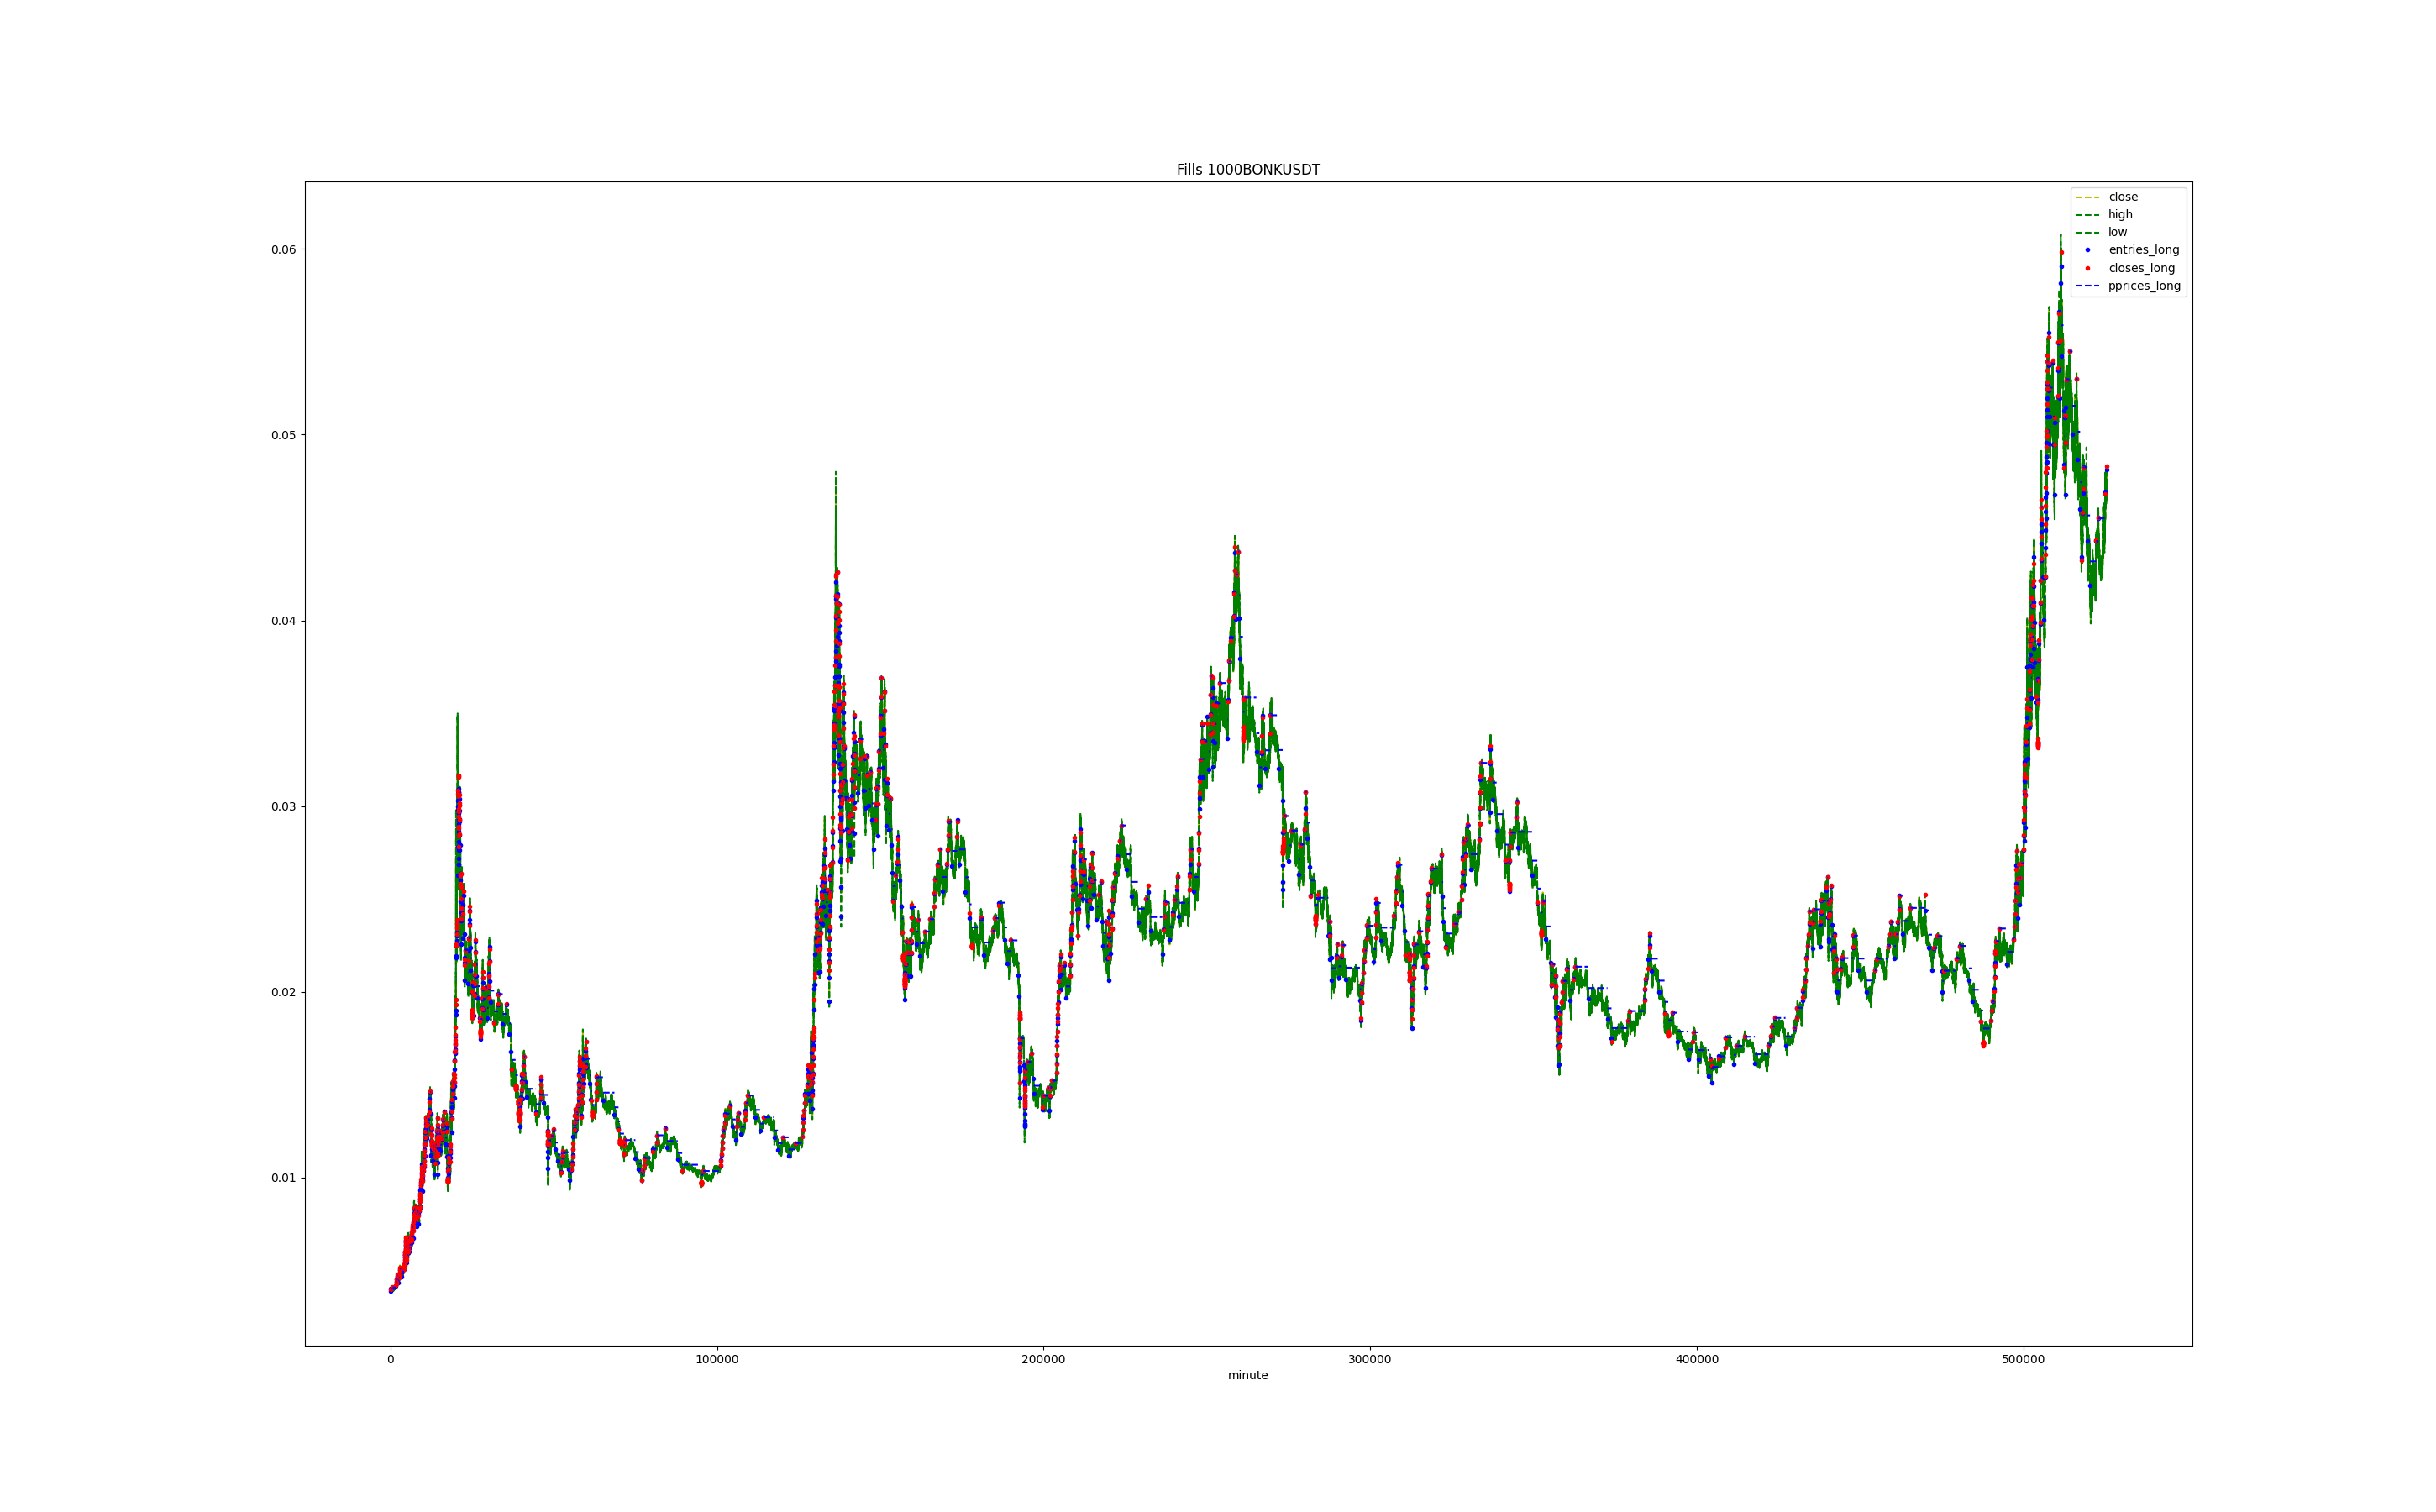 Fills 1000BONKUSDT
close
high
low
entries_long
closes_long
pprices_long
0.06
0.05
0.04
0.03
0.02
0.01
0 100000 200000 300000 400000 500000
minute